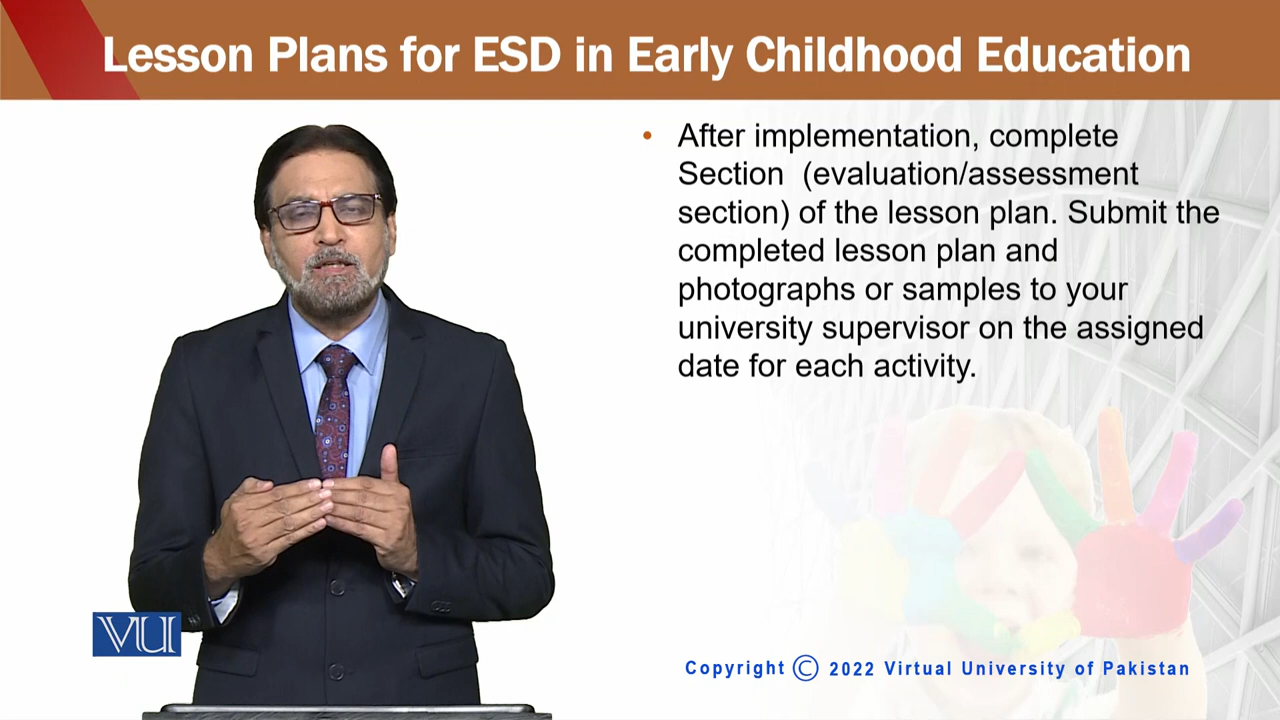 Lesson Plans for ESD in Early Childhood Education
• After implementation, complete
Section  (evaluation/assessment
section) of the lesson plan. Submit the
completed lesson plan and
photographs or samples to your
university supervisor on the assigned
date for each activity.
VU
Copyright © 2022 Virtual University of Pakistan